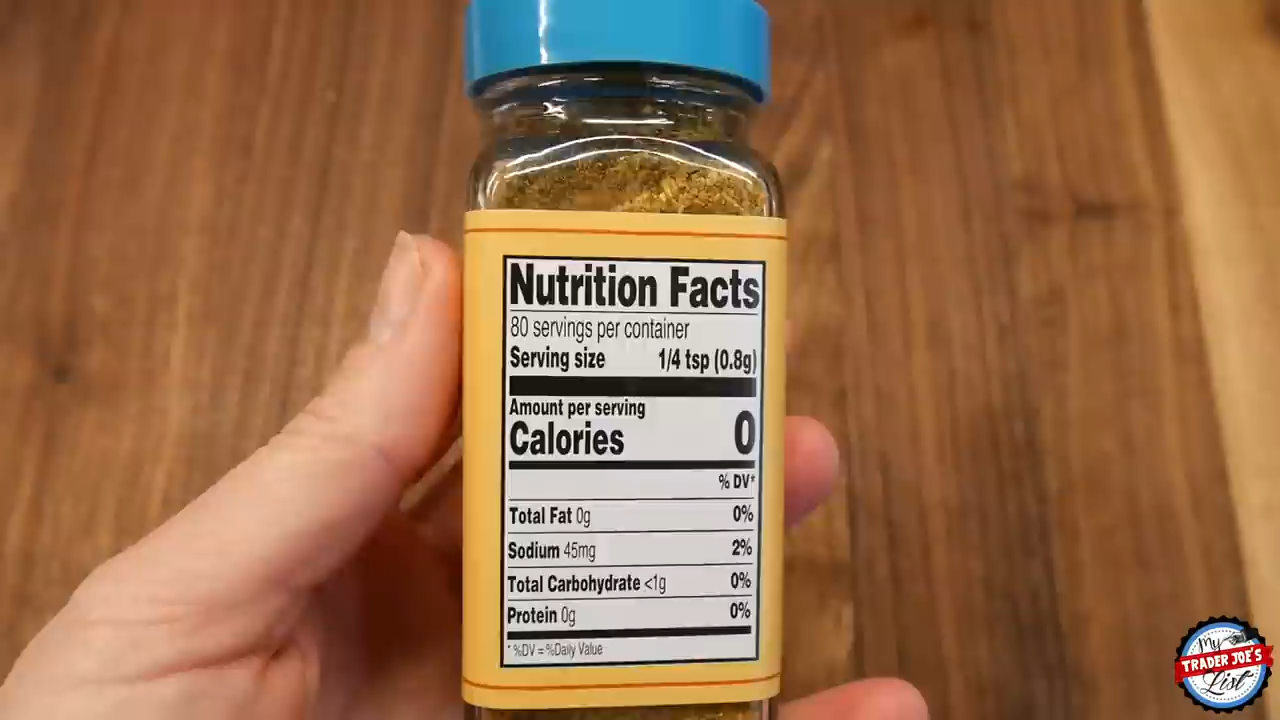 Nutrition Facts
80 servings per container
Serving size 1/4 tsp (0.8g)
Amount per serving
Calories 0
% DV*
Total Fat 0g 0%
Sodium 45mg 2%
Total Carbohydrate <1g 0%
Protein 0g 0%
* %DV = %Daily Value
My
TRADER JOE'S
List